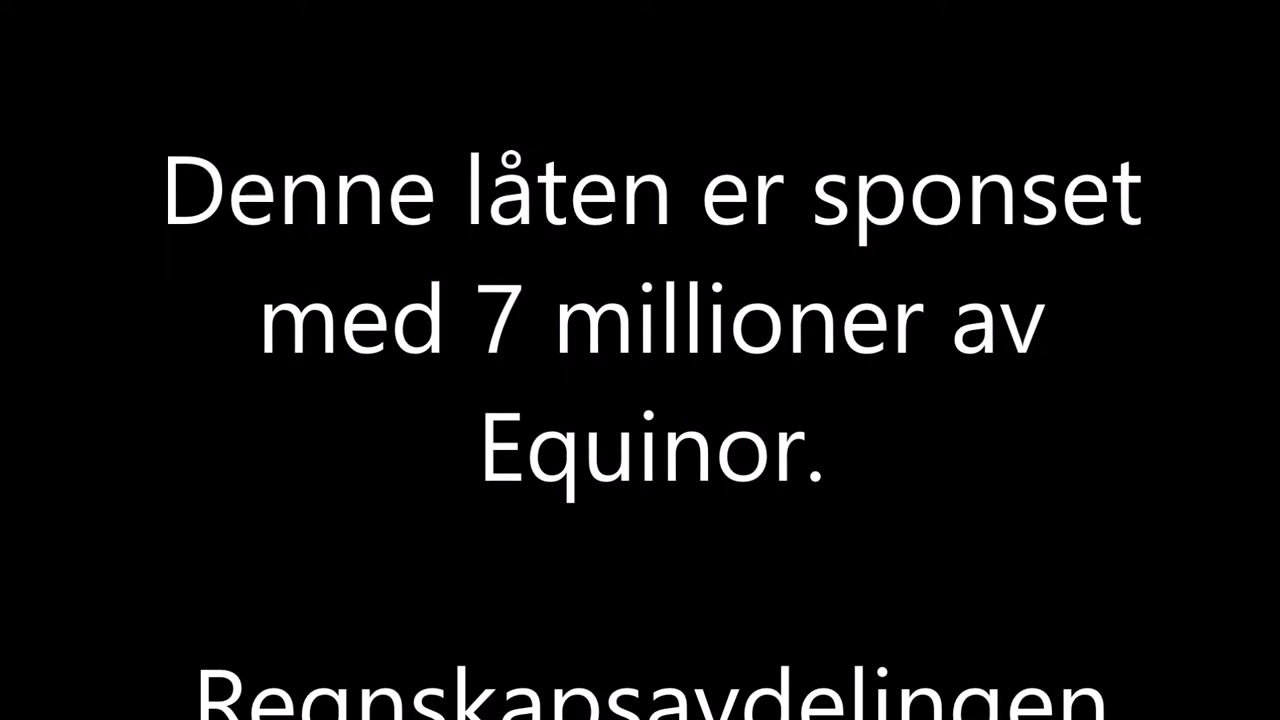 Denne låten er sponset
med 7 millioner av
Equinor.
Regnskapsavdelingen